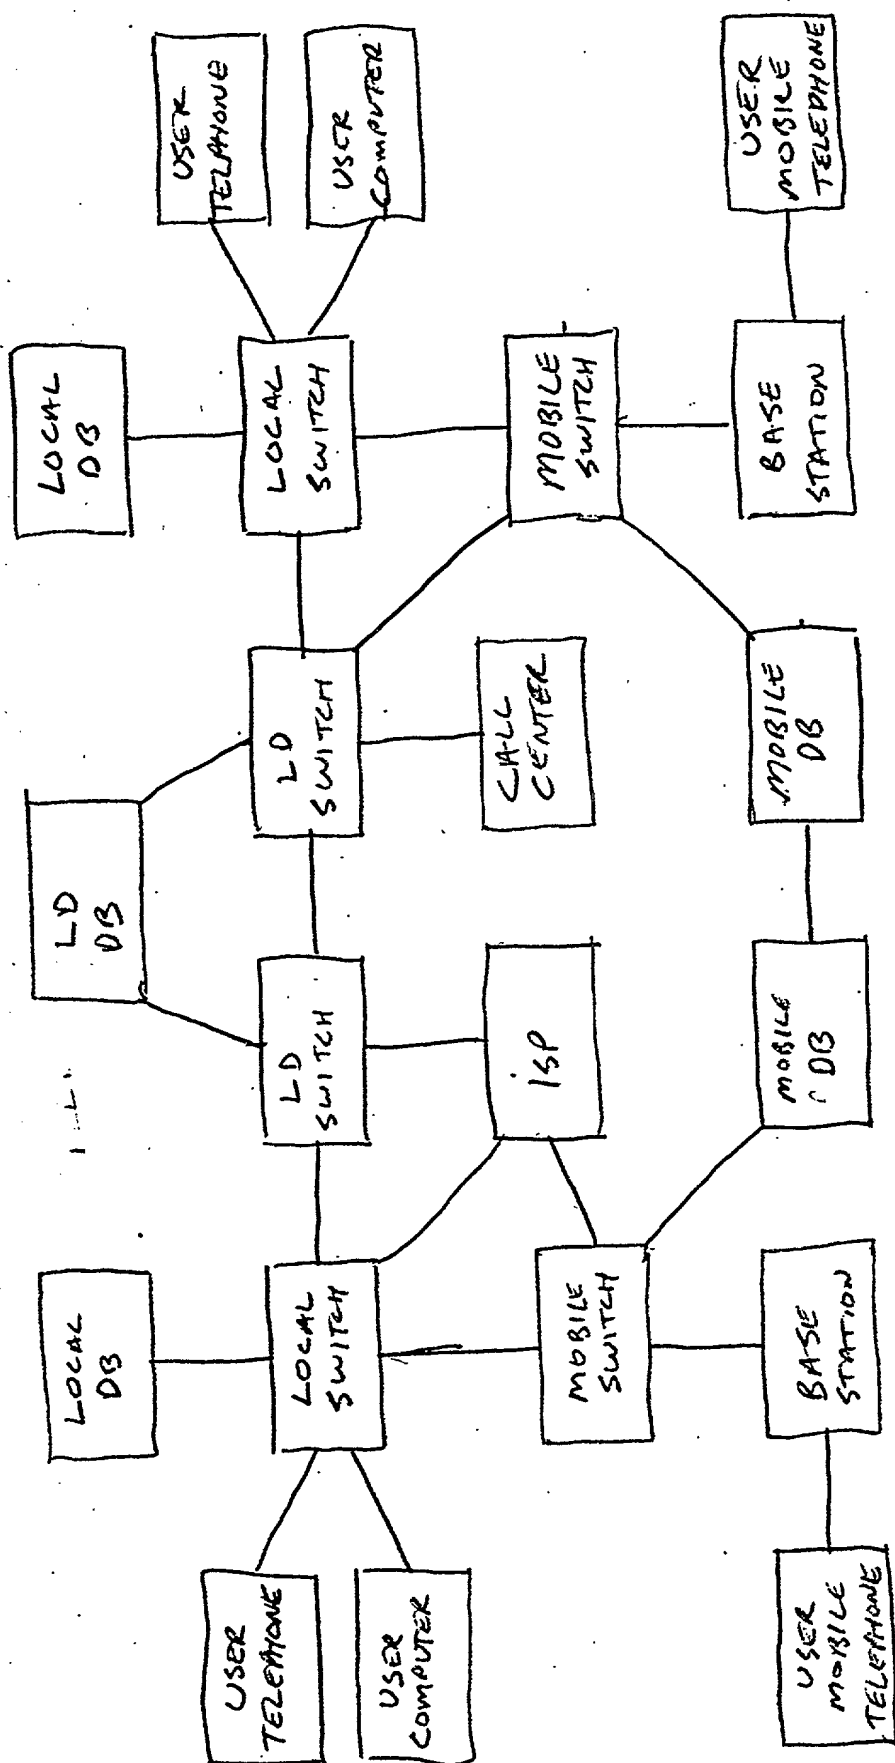 LOCAL
DB
LD
DB
LOCAL
DB
USER
TELEPHONE
USER
COMPUTER
LOCAL
SWITCH
LD
SWITCH
LD
SWITCH
LOCAL
SWITCH
USER
TELPHONE
USER
COMPUTER
MOBILE
SWITCH
ISP
CALL
CENTER
MOBILE
SWITCH
USER
MOBILE
TELEPHONE
BASE
STATION
MOBILE
DB
MOBILE
DB
BASE
STATION
USER
MOBILE
TELEPHONE